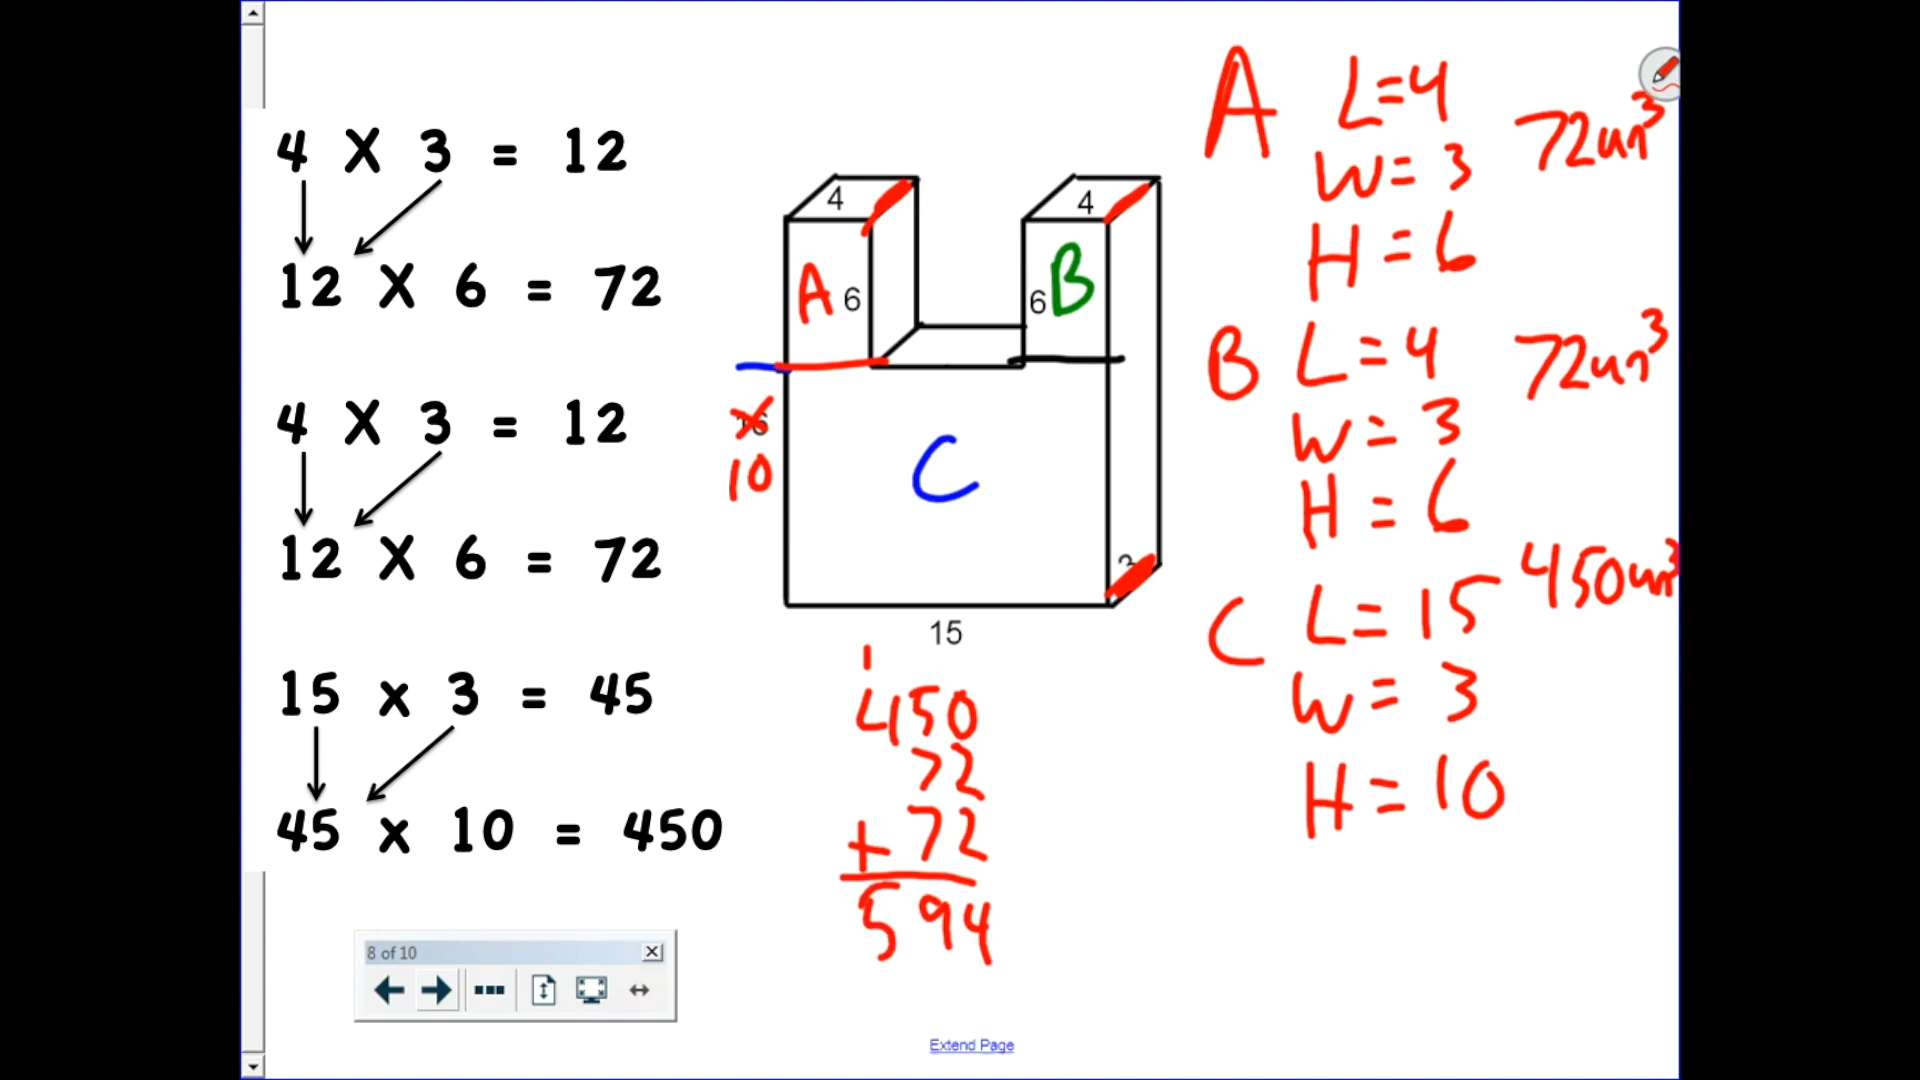 4 X 3 = 12
12 X 6 = 72
4 X 3 = 12
12 X 6 = 72
15 x 3 = 45
45 x 10 = 450
4
4
A 6
6 B
10
C
15
1
450
72
+ 72
594
A L=4 72un³
W=3
H=6
B L=4 72un³
W=3
H=6
C L=15 450un³
W=3
H=10
8 of 10
Extend Page